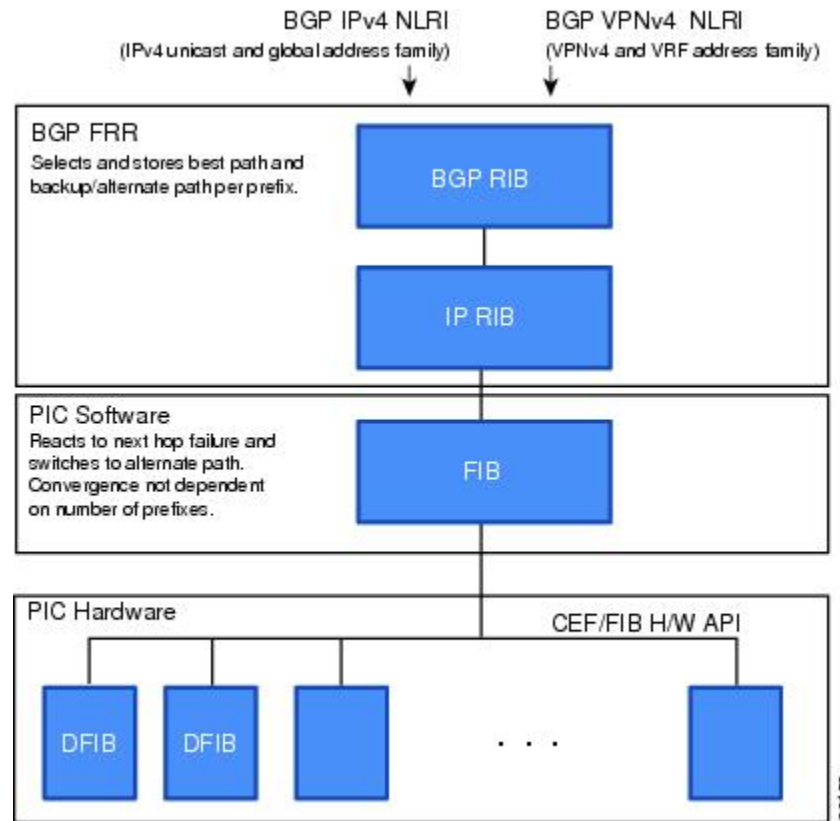 BGP IPv4 NLRI
(IPv4 unicast and global address family)
BGP VPNv4 NLRI
(VPNv4 and VRF address family)
BGP FRR
Selects and stores best path and
backup/alternate path per prefix.
BGP RIB
IP RIB
PIC Software
Reacts to next hop failure and
switches to alternate path.
Convergence not dependent
on number of prefixes.
FIB
PIC Hardware
CEF/FIB H/W API
DFIB
DFIB
. . .